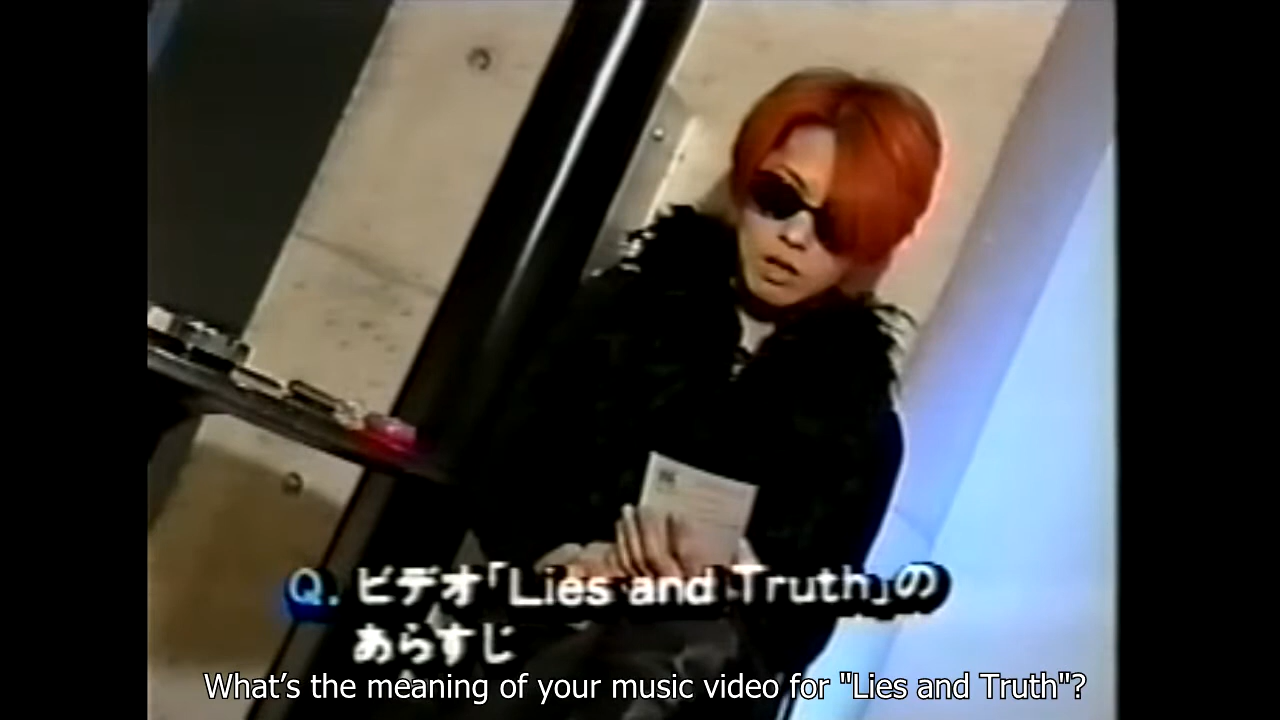 Q. ビデオ「Lies and Truth」の
あらすじ
What's the meaning of your music video for "Lies and Truth"?